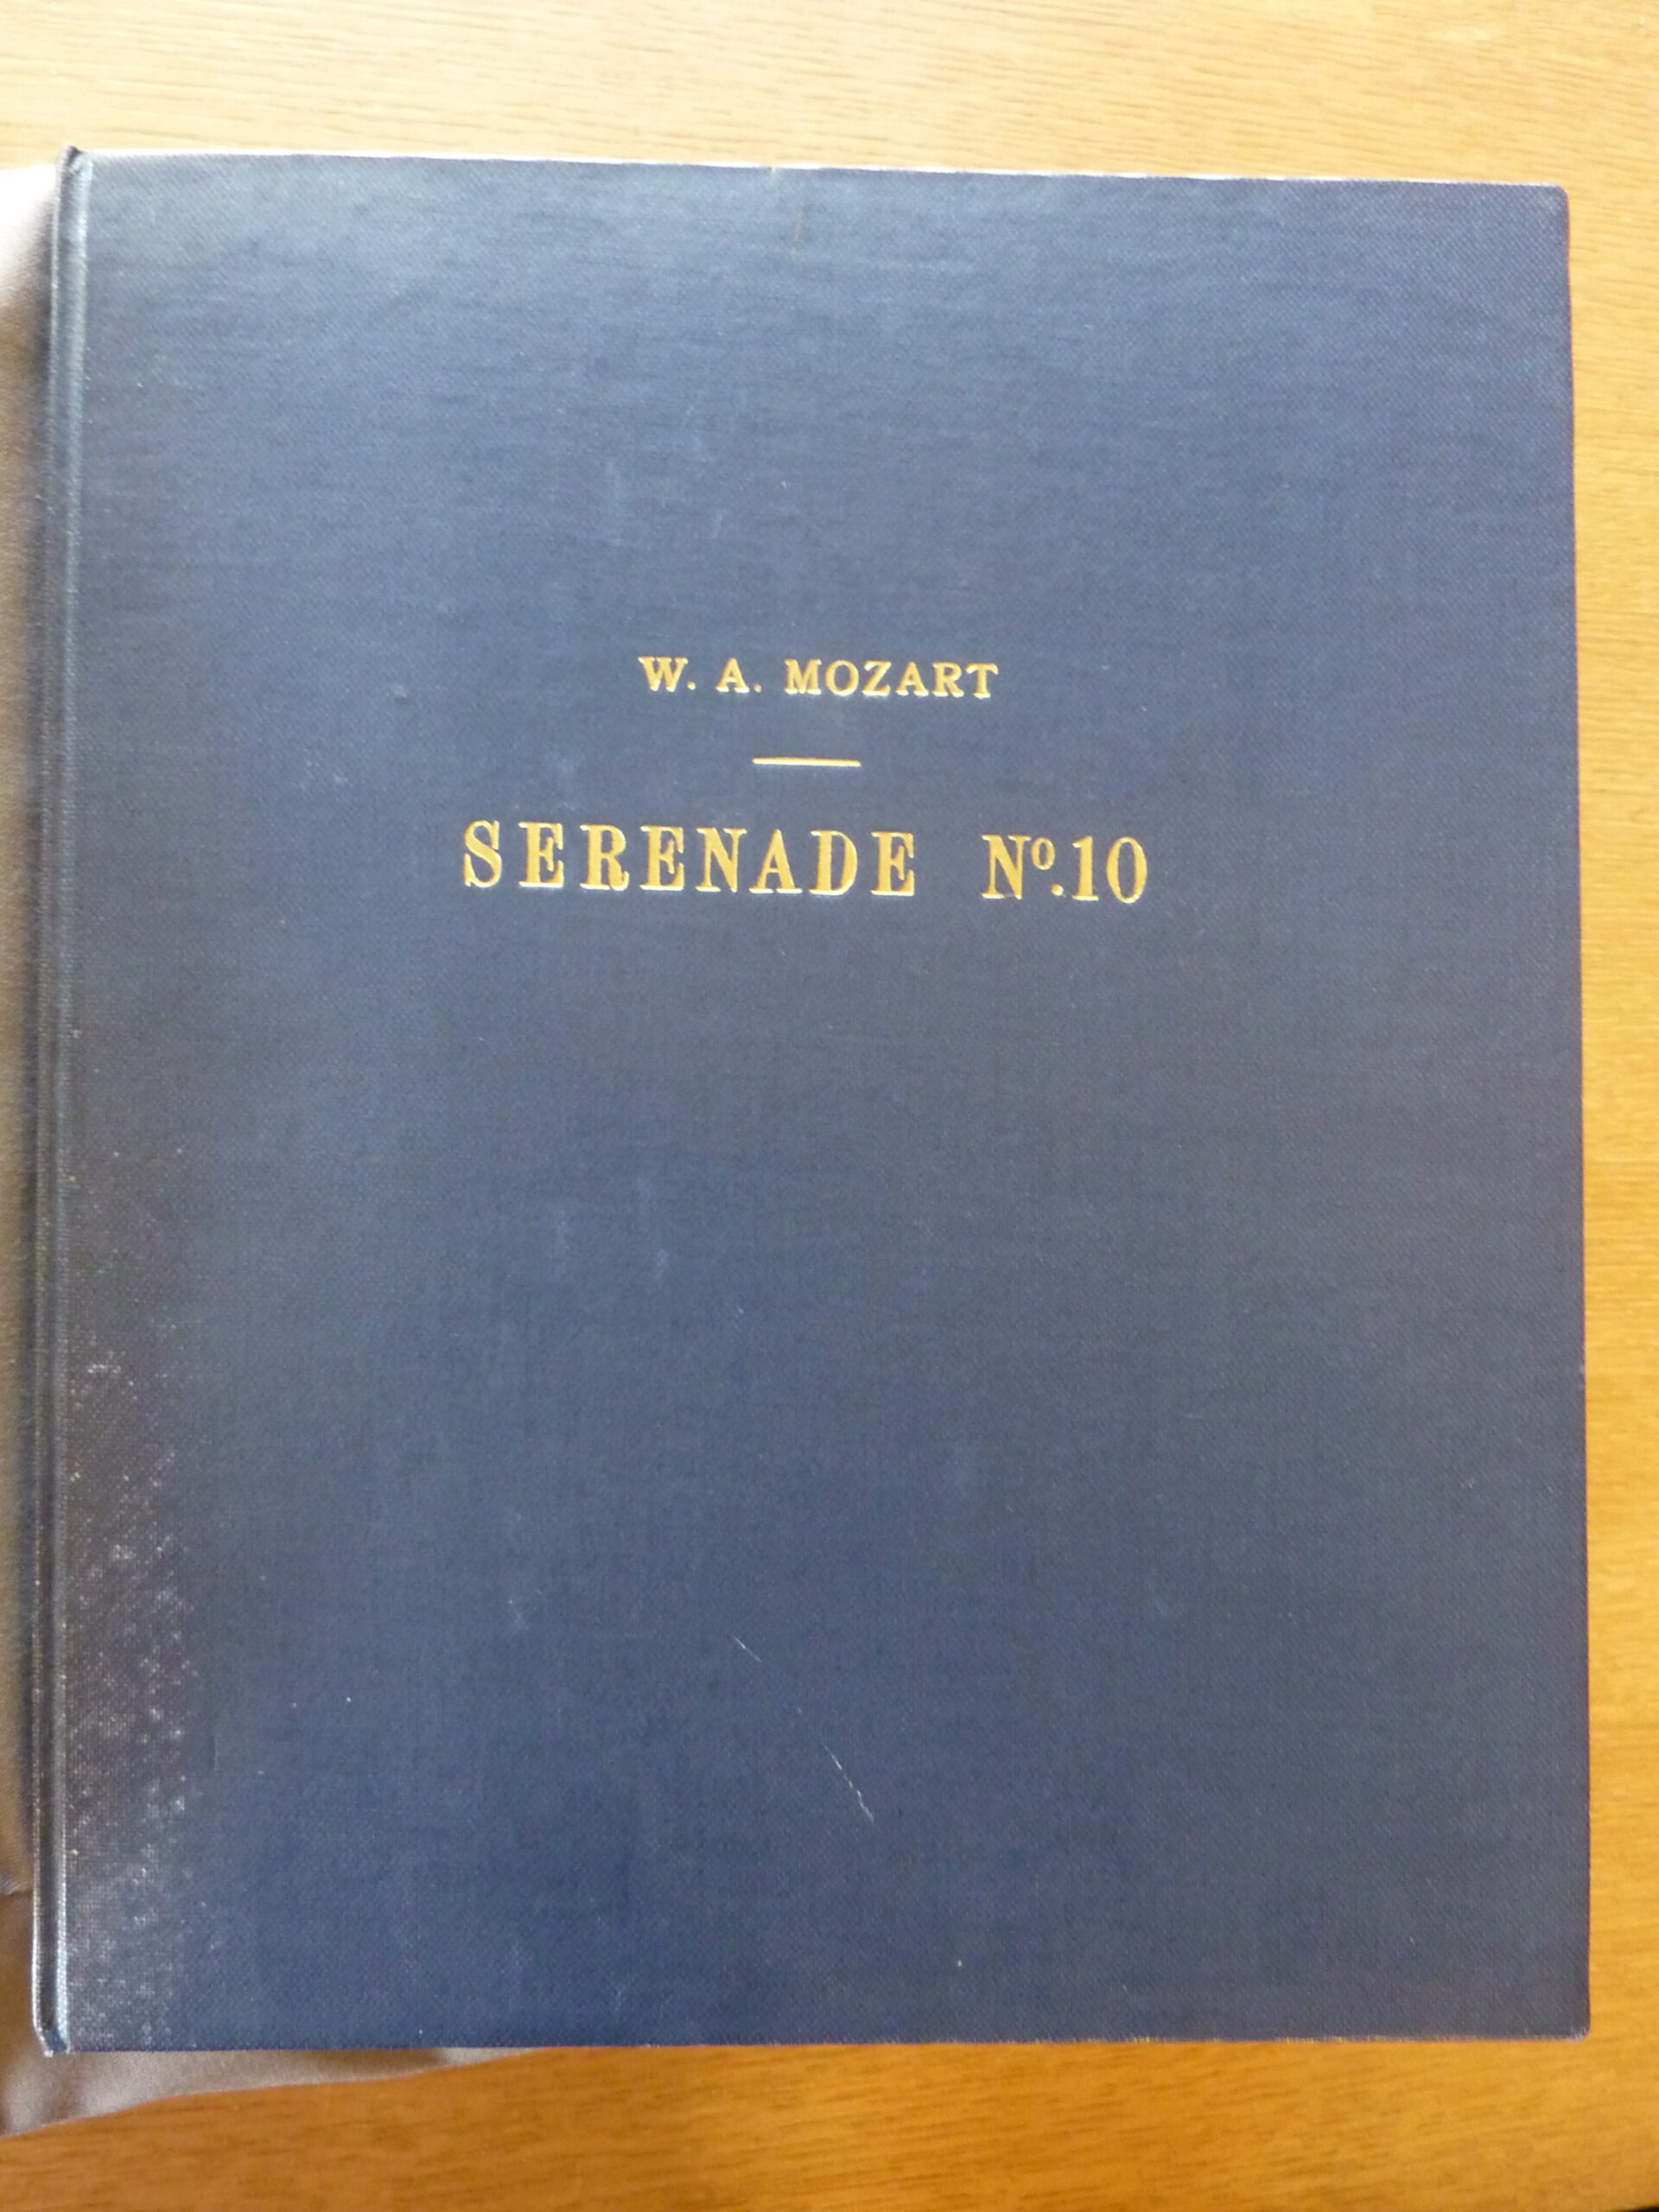 W. A. MOZART
SERENADE Nº.10